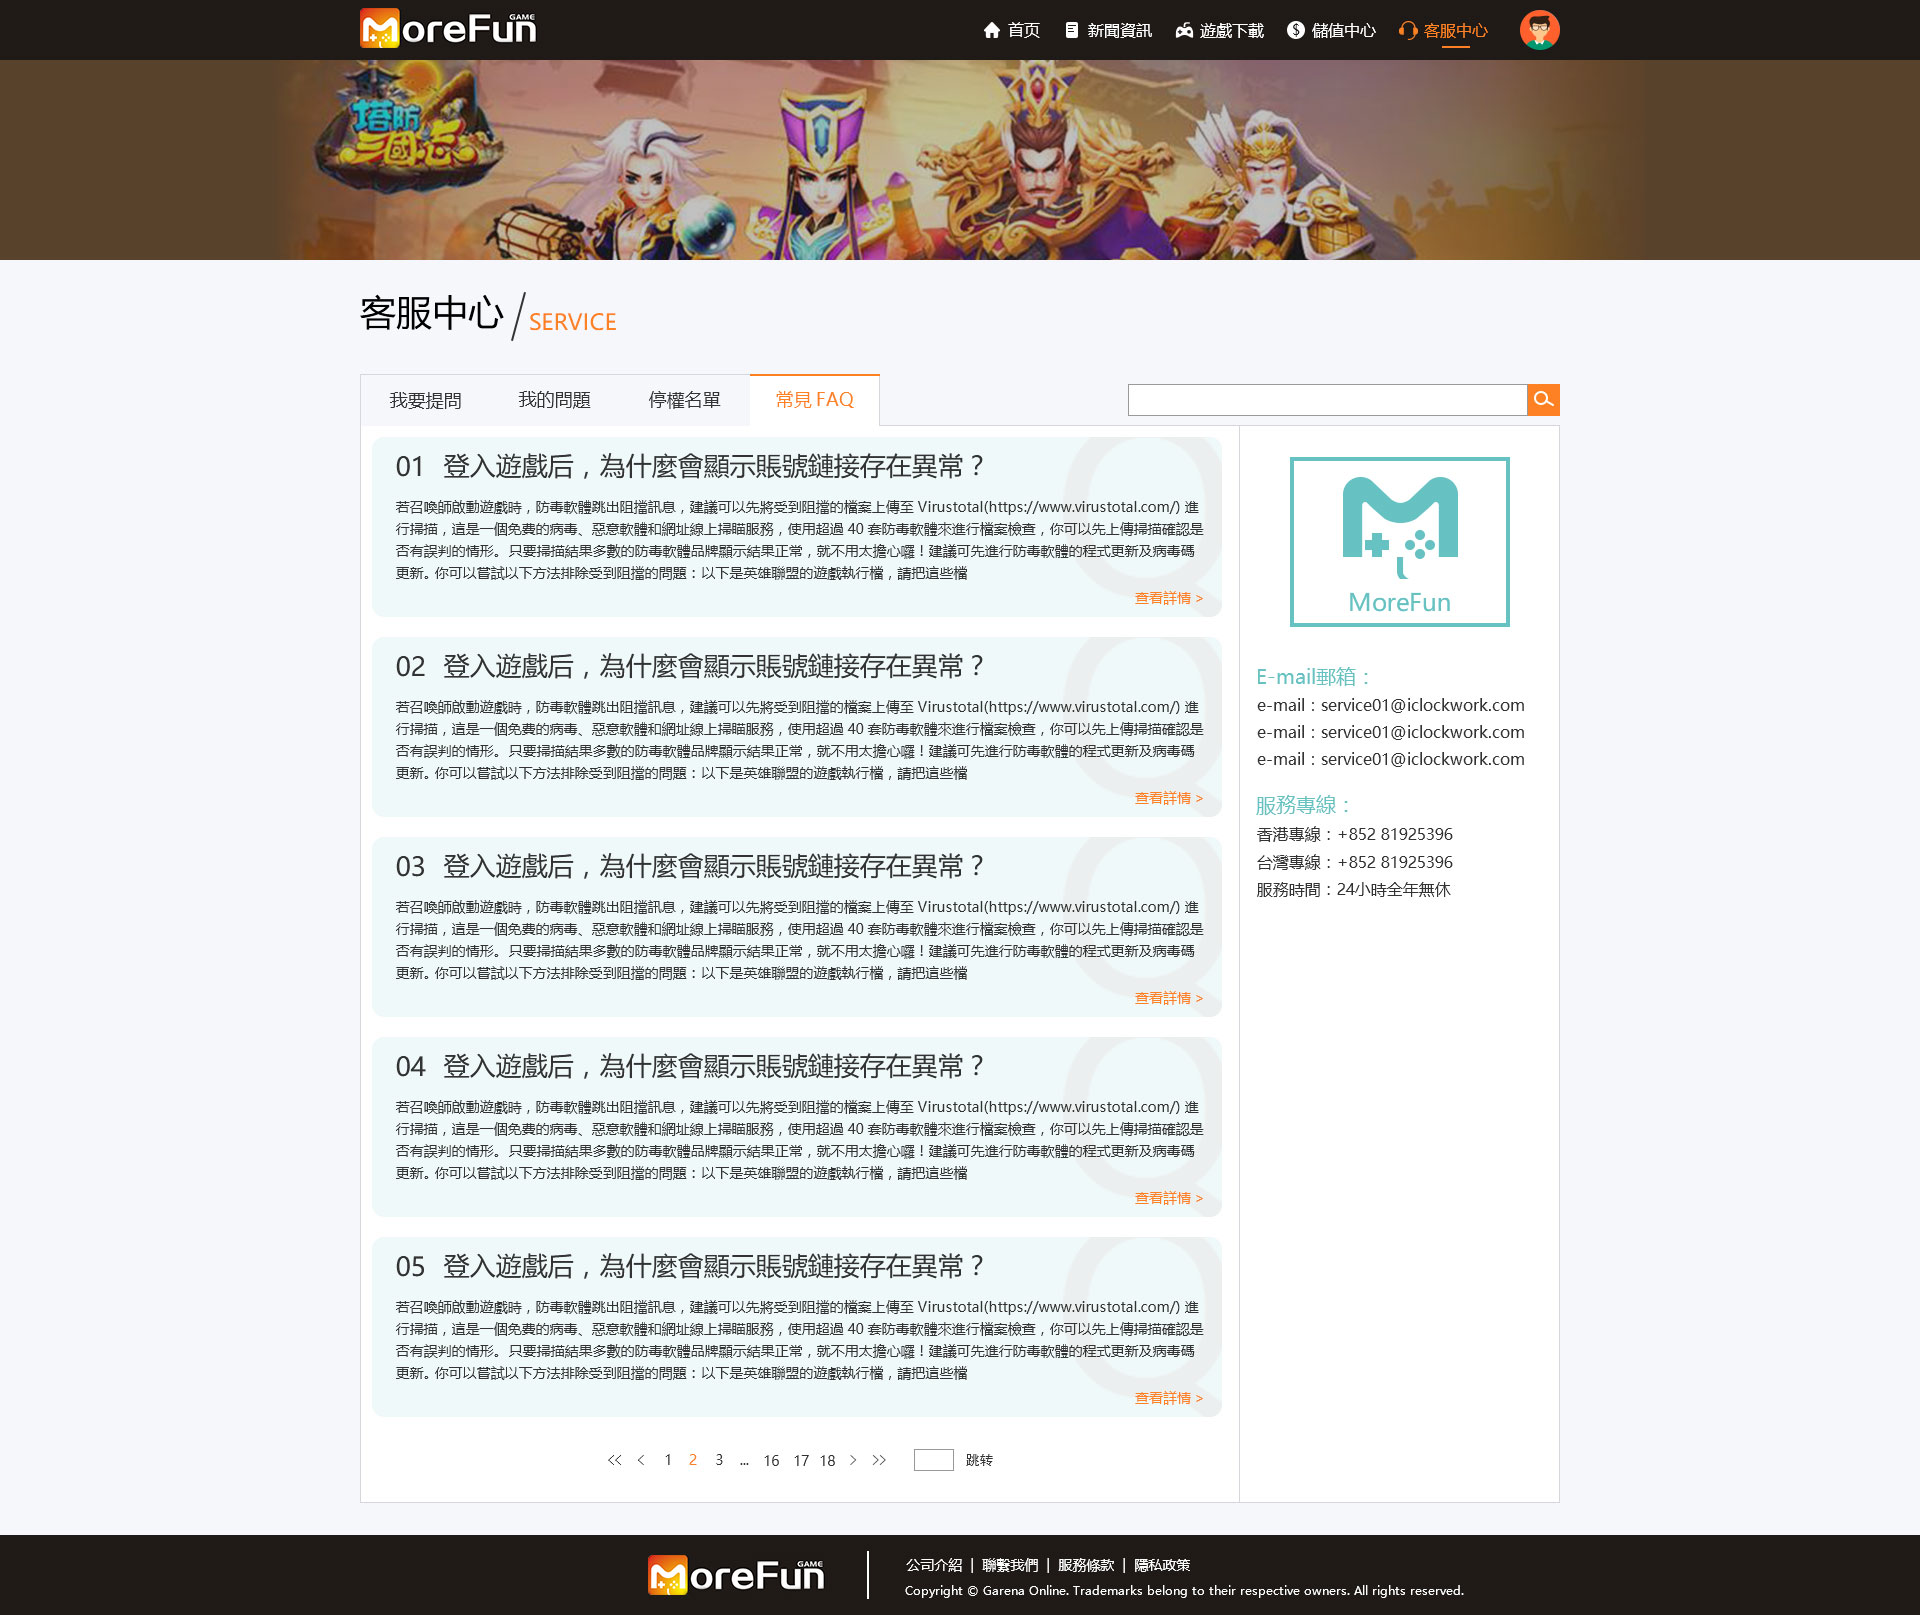 MoreFun GAME
首页 新聞資訊 遊戲下載 儲值中心 客服中心
塔防
三國志
客服中心 / SERVICE
我要提問 我的問題 停權名單 常見 FAQ
01 登入遊戲后，為什麼會顯示賬號鏈接存在異常？
若召喚師啟動遊戲時，防毒軟體跳出阻擋訊息，建議可以先將受到阻擋的檔案上傳至 Virustotal(https://www.virustotal.com/) 進
行掃描，這是一個免費的病毒、惡意軟體和網址線上掃瞄服務，使用超過 40 套防毒軟體來進行檔案檢查，你可以先上傳掃描確認是
否有誤判的情形。只要掃描結果多數的防毒軟體品牌顯示結果正常，就不用太擔心囉！建議可先進行防毒軟體的程式更新及病毒碼
更新。你可以嘗試以下方法排除受到阻擋的問題：以下是英雄聯盟的遊戲執行檔，請把這些檔
查看詳情 >
02 登入遊戲后，為什麼會顯示賬號鏈接存在異常？
若召喚師啟動遊戲時，防毒軟體跳出阻擋訊息，建議可以先將受到阻擋的檔案上傳至 Virustotal(https://www.virustotal.com/) 進
行掃描，這是一個免費的病毒、惡意軟體和網址線上掃瞄服務，使用超過 40 套防毒軟體來進行檔案檢查，你可以先上傳掃描確認是
否有誤判的情形。只要掃描結果多數的防毒軟體品牌顯示結果正常，就不用太擔心囉！建議可先進行防毒軟體的程式更新及病毒碼
更新。你可以嘗試以下方法排除受到阻擋的問題：以下是英雄聯盟的遊戲執行檔，請把這些檔
查看詳情 >
03 登入遊戲后，為什麼會顯示賬號鏈接存在異常？
若召喚師啟動遊戲時，防毒軟體跳出阻擋訊息，建議可以先將受到阻擋的檔案上傳至 Virustotal(https://www.virustotal.com/) 進
行掃描，這是一個免費的病毒、惡意軟體和網址線上掃瞄服務，使用超過 40 套防毒軟體來進行檔案檢查，你可以先上傳掃描確認是
否有誤判的情形。只要掃描結果多數的防毒軟體品牌顯示結果正常，就不用太擔心囉！建議可先進行防毒軟體的程式更新及病毒碼
更新。你可以嘗試以下方法排除受到阻擋的問題：以下是英雄聯盟的遊戲執行檔，請把這些檔
查看詳情 >
04 登入遊戲后，為什麼會顯示賬號鏈接存在異常？
若召喚師啟動遊戲時，防毒軟體跳出阻擋訊息，建議可以先將受到阻擋的檔案上傳至 Virustotal(https://www.virustotal.com/) 進
行掃描，這是一個免費的病毒、惡意軟體和網址線上掃瞄服務，使用超過 40 套防毒軟體來進行檔案檢查，你可以先上傳掃描確認是
否有誤判的情形。只要掃描結果多數的防毒軟體品牌顯示結果正常，就不用太擔心囉！建議可先進行防毒軟體的程式更新及病毒碼
更新。你可以嘗試以下方法排除受到阻擋的問題：以下是英雄聯盟的遊戲執行檔，請把這些檔
查看詳情 >
05 登入遊戲后，為什麼會顯示賬號鏈接存在異常？
若召喚師啟動遊戲時，防毒軟體跳出阻擋訊息，建議可以先將受到阻擋的檔案上傳至 Virustotal(https://www.virustotal.com/) 進
行掃描，這是一個免費的病毒、惡意軟體和網址線上掃瞄服務，使用超過 40 套防毒軟體來進行檔案檢查，你可以先上傳掃描確認是
否有誤判的情形。只要掃描結果多數的防毒軟體品牌顯示結果正常，就不用太擔心囉！建議可先進行防毒軟體的程式更新及病毒碼
更新。你可以嘗試以下方法排除受到阻擋的問題：以下是英雄聯盟的遊戲執行檔，請把這些檔
查看詳情 >
<< < 1 2 3 ... 16 17 18 > >> 跳转
MoreFun
E-mail郵箱：
e-mail：service01@iclockwork.com
e-mail：service01@iclockwork.com
e-mail：service01@iclockwork.com
服務專線：
香港專線：+852 81925396
台灣專線：+852 81925396
服務時間：24小時全年無休
MoreFun GAME
公司介紹 | 聯繫我們 | 服務條款 | 隱私政策
Copyright © Garena Online. Trademarks belong to their respective owners. All rights reserved.